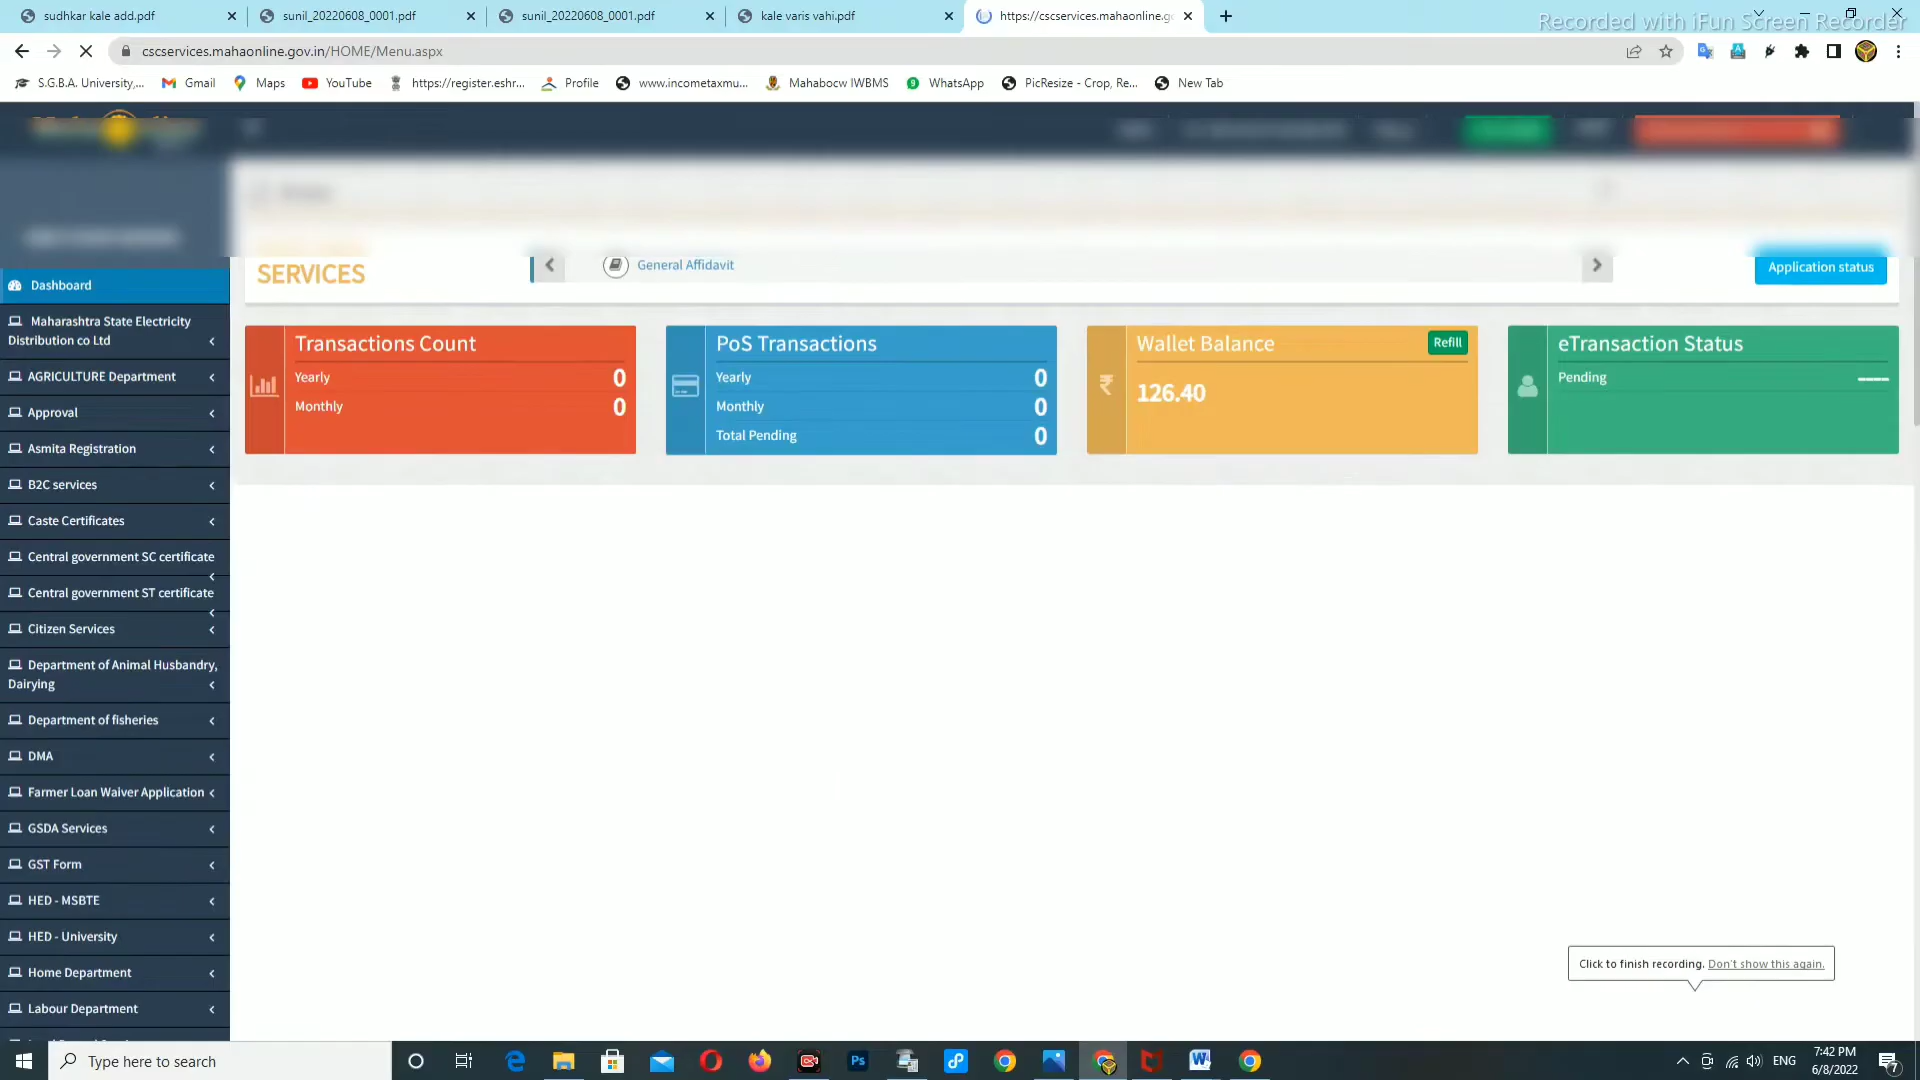 sudhkar kale add.pdf
sunil_20220608_0001.pdf
sunil_20220608_0001.pdf
kale varis vahi.pdf
https://cscservices.mahaonline.go
Recorded with iFun Screen Recorder
cscservices.mahaonline.gov.in/HOME/Menu.aspx
S.G.B.A. University,...
Gmail
Maps
YouTube
https://register.eshr...
Profile
www.incometaxmu...
Mahabocw IWBMS
WhatsApp
PicResize - Crop, Re...
New Tab
SERVICES
General Affidavit
Application status
Dashboard
Maharashtra State Electricity
Distribution co Ltd
AGRICULTURE Department
Approval
Asmita Registration
B2C services
Caste Certificates
Central government SC certificate
Central government ST certificate
Citizen Services
Department of Animal Husbandry,
Dairying
Department of fisheries
DMA
Farmer Loan Waiver Application
GSDA Services
GST Form
HED - MSBTE
HED - University
Home Department
Labour Department
Transactions Count
Yearly 0
Monthly 0
PoS Transactions
Yearly 0
Monthly 0
Total Pending 0
Wallet Balance
Refill
126.40
eTransaction Status
Pending ----
Click to finish recording. Don't show this again.
Type here to search
Ps
ENG
7:42 PM
6/8/2022
7